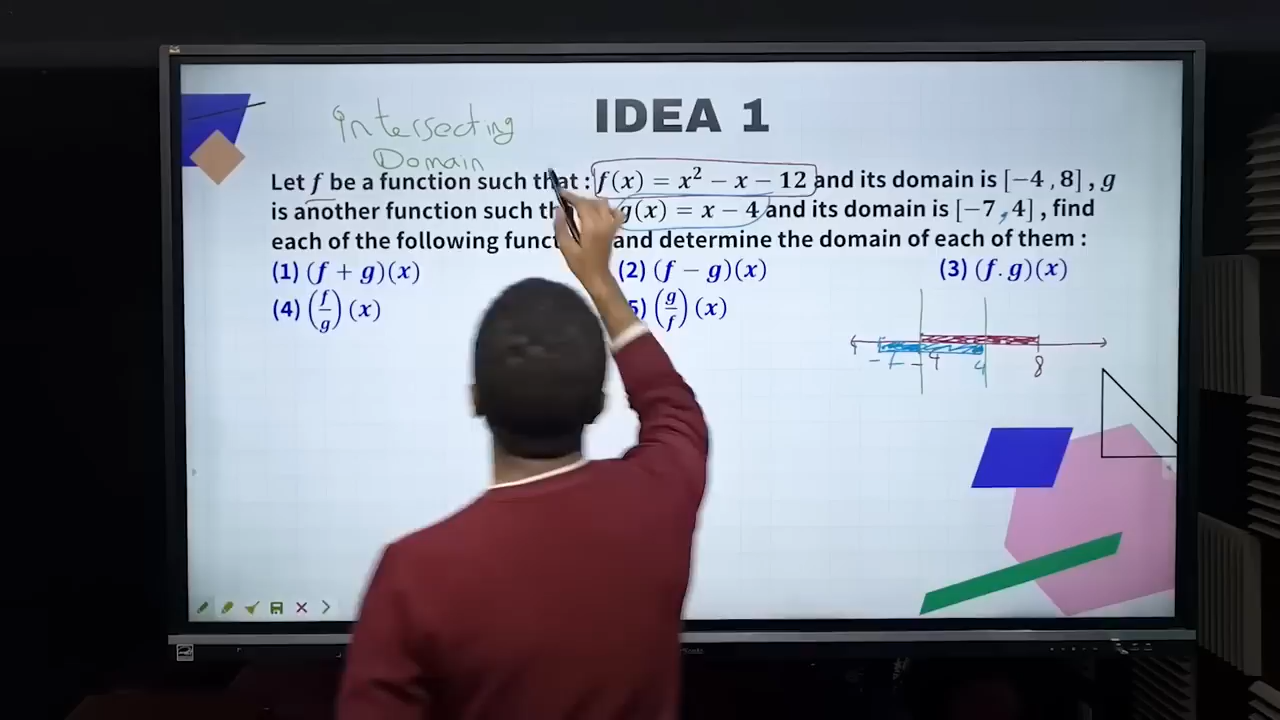 IDEA 1
intersecting
Domain
Let f be a function such that : f(x) = x² − x − 12 and its domain is [−4 , 8] , g
is another function such g(x) = x − 4 and its domain is [−7 , 4] , find
each of the following and determine the domain of each of them :
(1) (f + g)(x) (2) (f − g)(x) (3) (f. g)(x)
(4) (f/g) (x) 5) (g/f) (x)
-7 -4 4 8